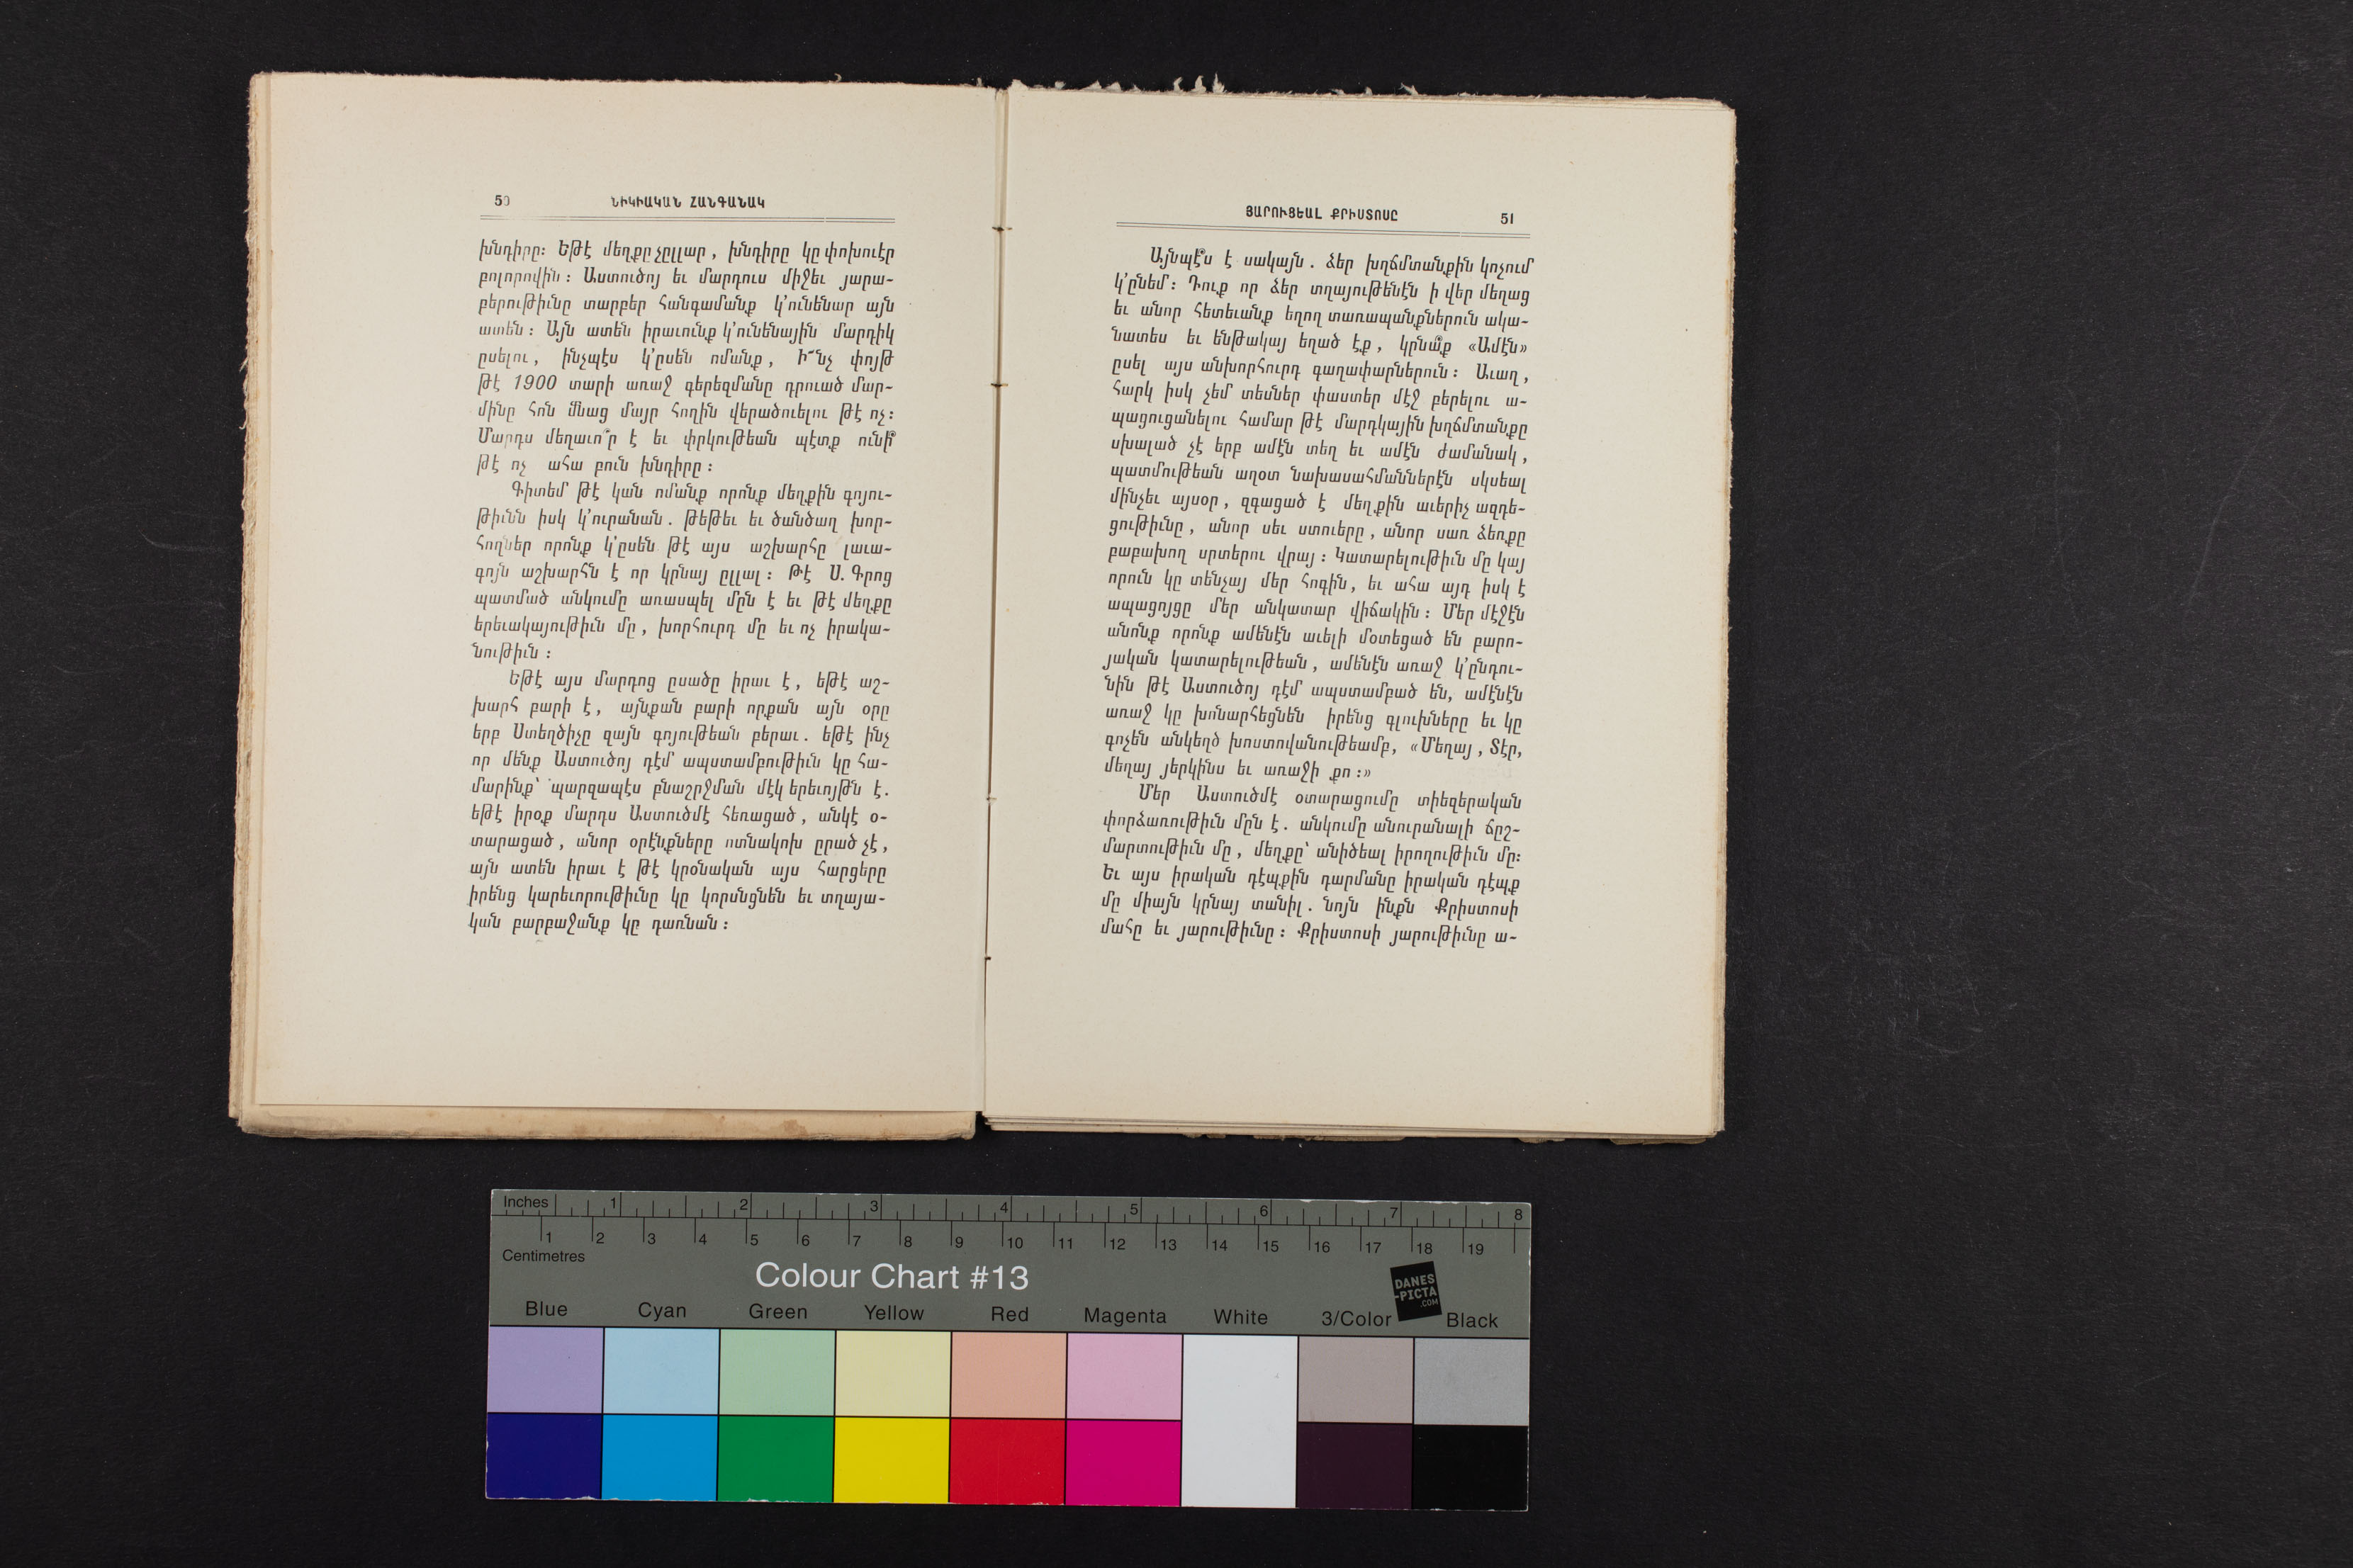 50
ՆԻԿԻԱԿԱՆ ՀԱՆԳԱՆԱԿ
խնդիրը։ Եթէ մեղքը չըլլար, խնդիրը կը փոխուէր
բոլորովին։ Աստուծոյ եւ մարդուս միջեւ յարա-
բերութիւնը տարբեր հանգամանք կ՚ունենար այն
ատեն։ Այն ատեն իրաւունք կ՚ունենային մարդիկ
ըսելու, ինչպէս կ՚ըսեն ոմանք, Ի՜նչ փոյթ
թէ 1900 տարի առաջ գերեզմանը դրուած մար-
մինը հոն մնաց մայր հողին վերածուելու թէ ոչ։
Մարդս մեղաւո՞ր է եւ փրկութեան պէտք ունի՞
թէ ոչ ահա բուն խնդիրը։
Գիտեմ թէ կան ոմանք որոնք մեղքին գոյու-
թիւնն իսկ կ՚ուրանան. թեթեւ եւ ծանծաղ խոր-
հողներ որոնք կ՚ըսեն թէ այս աշխարհը լաւա-
գոյն աշխարհն է որ կրնայ ըլլալ։ Թէ Ս. Գրոց
պատմած անկումը առասպել մըն է եւ թէ մեղքը
երեւակայութիւն մը, խորհուրդ մը եւ ոչ իրակա-
նութիւն։
Եթէ այս մարդոց ըսածը իրաւ է, եթէ աշ-
խարհ բարի է, այնքան բարի որքան այն օրը
երբ Ստեղծիչը զայն գոյութեան բերաւ. եթէ ինչ
որ մենք Աստուծոյ դէմ ապստամբութիւն կը հա-
մարինք՝ պարզապէս բնաշրջման մէկ երեւոյթն է.
եթէ իրօք մարդս Աստուծմէ հեռացած, անկէ օ-
տարացած, անոր օրէնքները ոտնակոխ ըրած չէ,
այն ատեն իրաւ է թէ կրօնական այս հարցերը
իրենց կարեւորութիւնը կը կորսնցնեն եւ տղայա-
կան բարբաջանք կը դառնան։
ՅԱՐՈՒՑԵԱԼ ՔՐԻՍՏՈՍԸ
51
Այնպէ՞ս է սակայն. ձեր խղճմտանքին կոչում
կ՚ընեմ։ Դուք որ ձեր տղայութենէն ի վեր մեղաց
եւ անոր հետեւանք եղող տառապանքներուն ակա-
նատես եւ ենթակայ եղած էք, կրնա՞ք «Ամէն»
ըսել այս անխորհուրդ գաղափարներուն։ Աւաղ,
հարկ իսկ չեմ տեսներ փաստեր մէջ բերելու ա-
պացուցանելու համար թէ մարդկային խղճմտանքը
սխալած չէ երբ ամէն տեղ եւ ամէն ժամանակ,
պատմութեան աղօտ նախասահմաններէն սկսեալ
մինչեւ այսօր, զգացած է մեղքին աւերիչ ազդե-
ցութիւնը, անոր սեւ ստուերը, անոր սառ ձեռքը
բաբախող սրտերու վրայ։ Կատարելութիւն մը կայ
որուն կը տենչայ մեր հոգին, եւ ահա այդ իսկ է
ապացոյցը մեր անկատար վիճակին։ Մեր մէջէն
անոնք որոնք ամենէն աւելի մօտեցած են բարո-
յական կատարելութեան, ամենէն առաջ կ՚ընդու-
նին թէ Աստուծոյ դէմ ապստամբած են, ամէնէն
առաջ կը խոնարհեցնեն իրենց գլուխները եւ կը
գոչեն անկեղծ խոստովանութեամբ, «Մեղայ, Տէր,
մեղայ յերկինս եւ առաջի քո։»
Մեր Աստուծմէ օտարացումը տիեզերական
փորձառութիւն մըն է. անկումը անուրանալի ճըշ-
մարտութիւն մը, մեղքը՝ անիծեալ իրողութիւն մը։
Եւ այս իրական դէպքին դարմանը իրական դէպք
մը միայն կրնայ տանիլ. նոյն ինքն Քրիստոսի
մահը եւ յարութիւնը։ Քրիստոսի յարութիւնը ա-
Inches 1 2 3 4 5 6 7 8
1 2 3 4 5 6 7 8 9 10 11 12 13 14 15 16 17 18 19
Centimetres
Colour Chart #13
DANES
-PICTA
.COM
Blue Cyan Green Yellow Red Magenta White 3/Color Black